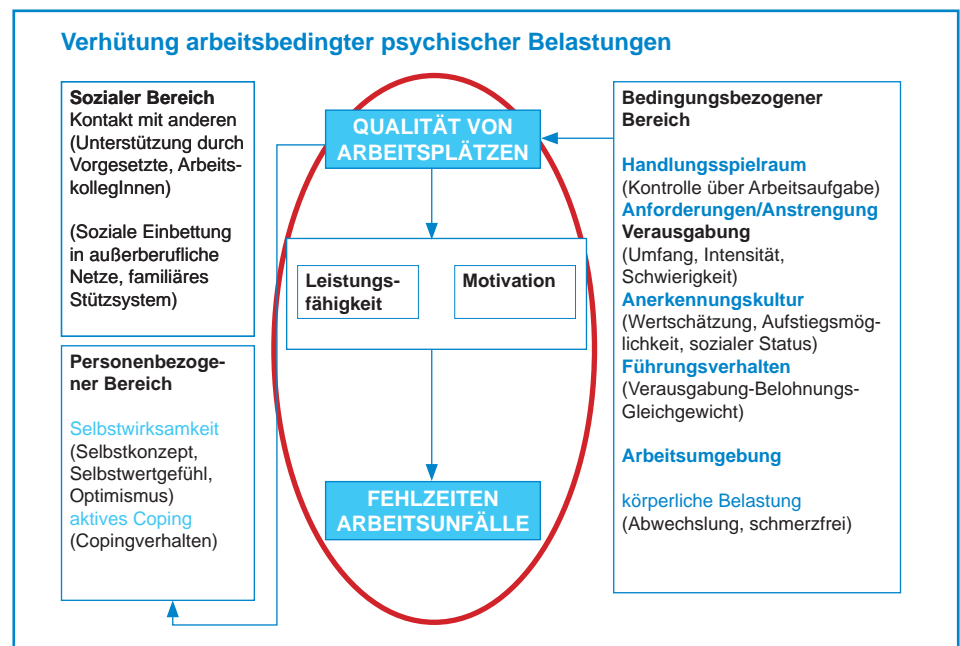 Verhütung arbeitsbedingter psychischer Belastungen
Sozialer Bereich
Kontakt mit anderen
(Unterstützung durch
Vorgesetzte, Arbeits-
kollegInnen)
(Soziale Einbettung
in außerberufliche
Netze, familiäres
Stützsystem)
Personenbezoge-
ner Bereich
Selbstwirksamkeit
(Selbstkonzept,
Selbstwertgefühl,
Optimismus)
aktives Coping
(Copingverhalten)
QUALITÄT VON
ARBEITSPLÄTZEN
Leistungs-
fähigkeit
Motivation
FEHLZEITEN
ARBEITSUNFÄLLE
Bedingungsbezogener
Bereich
Handlungsspielraum
(Kontrolle über Arbeitsaufgabe)
Anforderungen/Anstrengung
Verausgabung
(Umfang, Intensität,
Schwierigkeit)
Anerkennungskultur
(Wertschätzung, Aufstiegsmög-
lichkeit, sozialer Status)
Führungsverhalten
(Verausgabung-Belohnungs-
Gleichgewicht)
Arbeitsumgebung
körperliche Belastung
(Abwechslung, schmerzfrei)